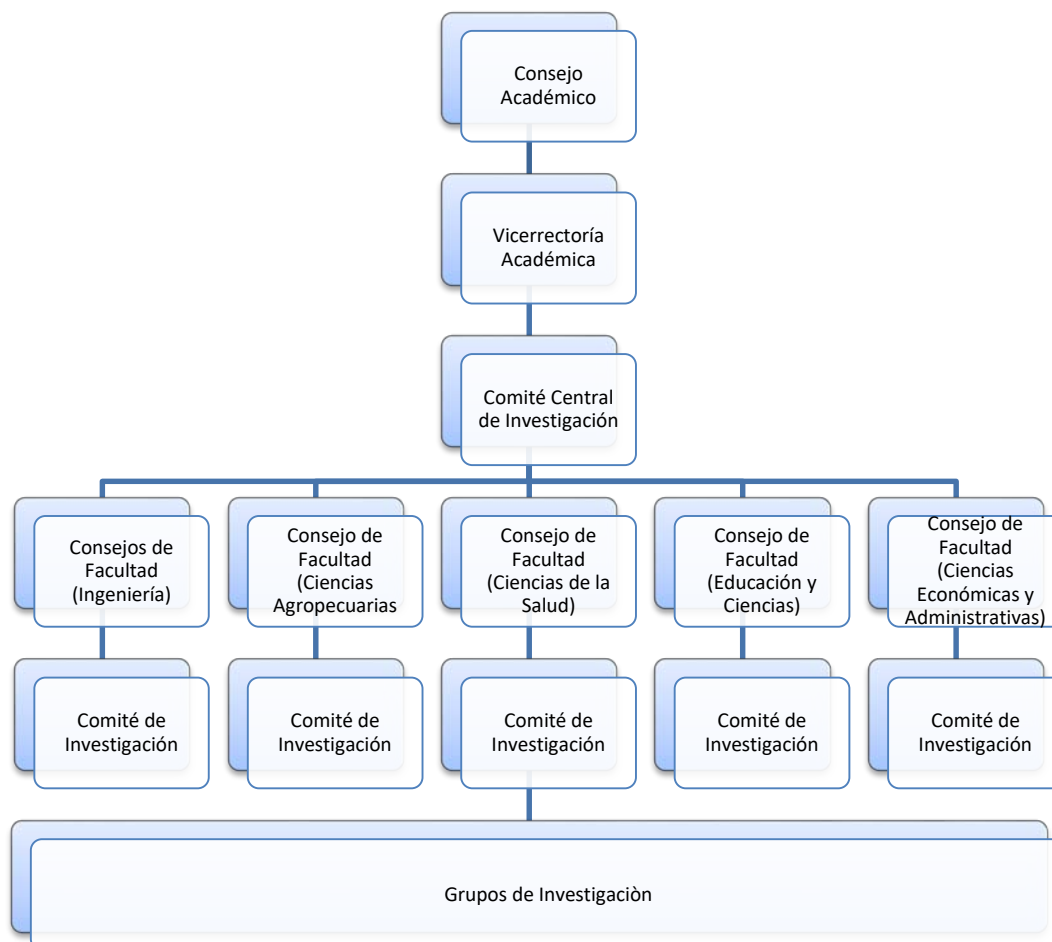 Consejo
Académico
Vicerrectoría
Académica
Comité Central
de Investigación
Consejos de
Facultad
(Ingeniería)
Consejo de
Facultad
(Ciencias
Agropecuarias
Consejo de
Facultad
(Ciencias de la
Salud)
Consejo de
Facultad
(Educación y
Ciencias)
Consejo de
Facultad
(Ciencias
Económicas y
Administrativas)
Comité de
Investigación
Comité de
Investigación
Comité de
Investigación
Comité de
Investigación
Comité de
Investigación
Grupos de Investigaciòn